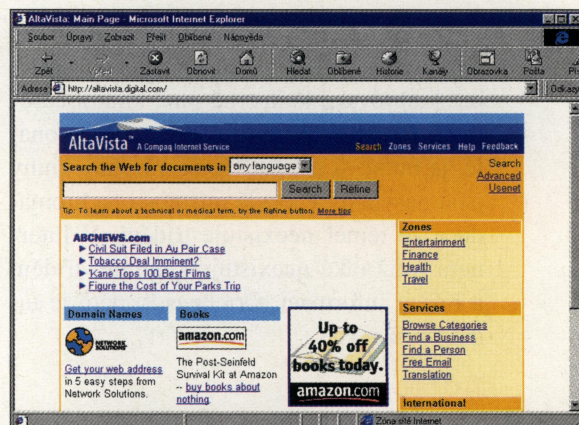 AltaVista: Main Page - Microsoft Internet Explorer
Soubor Úpravy Zobrazit Přejít Oblíbené Nápověda
Zpět Vpřed Zastavit Obnovit Domů Hledat Oblíbené Historie Kanály Obrazovka Pošta
Adresa http://altavista.digital.com/ Odkazy
AltaVista™ A Compaq Internet Service Search Zones Services Help Feedback
Search the Web for documents in any language
Search
Advanced
Usenet
Search Refine
Tip: To learn about a technical or medical term, try the Refine button. More tips
ABCNEWS.com
Civil Suit Filed in Au Pair Case
Tobacco Deal Imminent?
'Kane' Tops 100 Best Films
Figure the Cost of Your Parks Trip
Domain Names
NETWORK
SOLUTIONS
Get your web address
in 5 easy steps from
Network Solutions.
Books
amazon.com
The Post-Seinfeld
Survival Kit at Amazon
-- buy books about
nothing.
Up to
40% off
books today.
amazon.com
Zones
Entertainment
Finance
Health
Travel
Services
Browse Categories
Find a Business
Find a Person
Free Email
Translation
International
Zóna sítě Internet